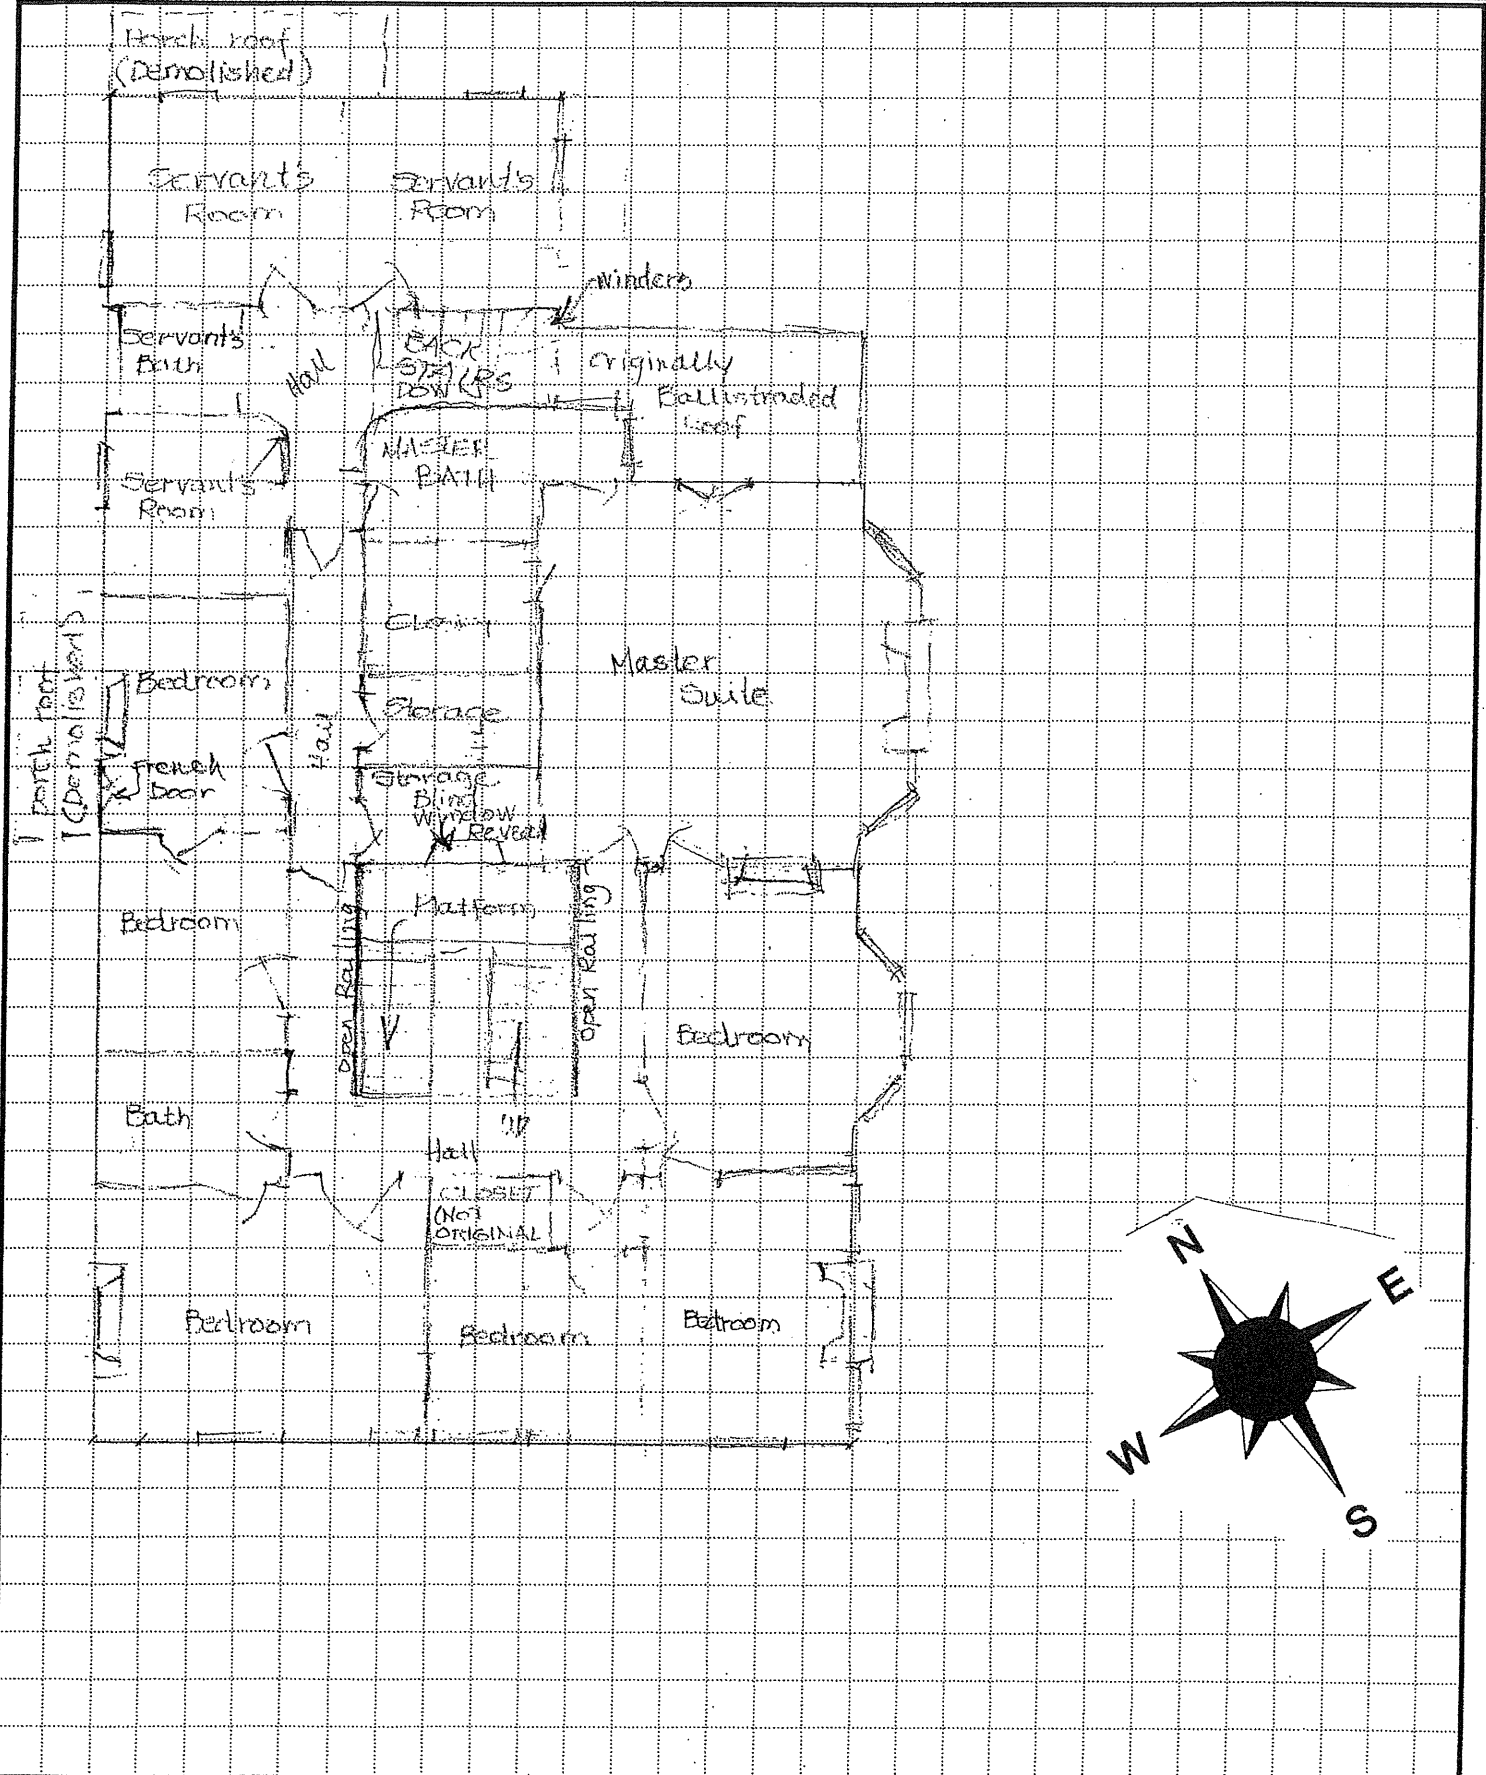 Porch roof
(Demolished)
Servant's
Room
Servant's
Room
Winders
Servant's
Bath
Hall
BACK
STAIRS
DOWN
Originally
Ballustraded
Roof
MASTER
BATH
Servant's
Room
Closet
Master
Suite
Porch roof
(Demolished)
Bedroom
Storage
Hall
French
Door
Storage
Blind
Window
Reveal
Platform
Open Railing
Open Railing
Bedroom
Bedroom
UP
Bath
Hall
CLOSET
(NOT
ORIGINAL
Bedroom
Bedroom
Bedroom
N
E
W
S